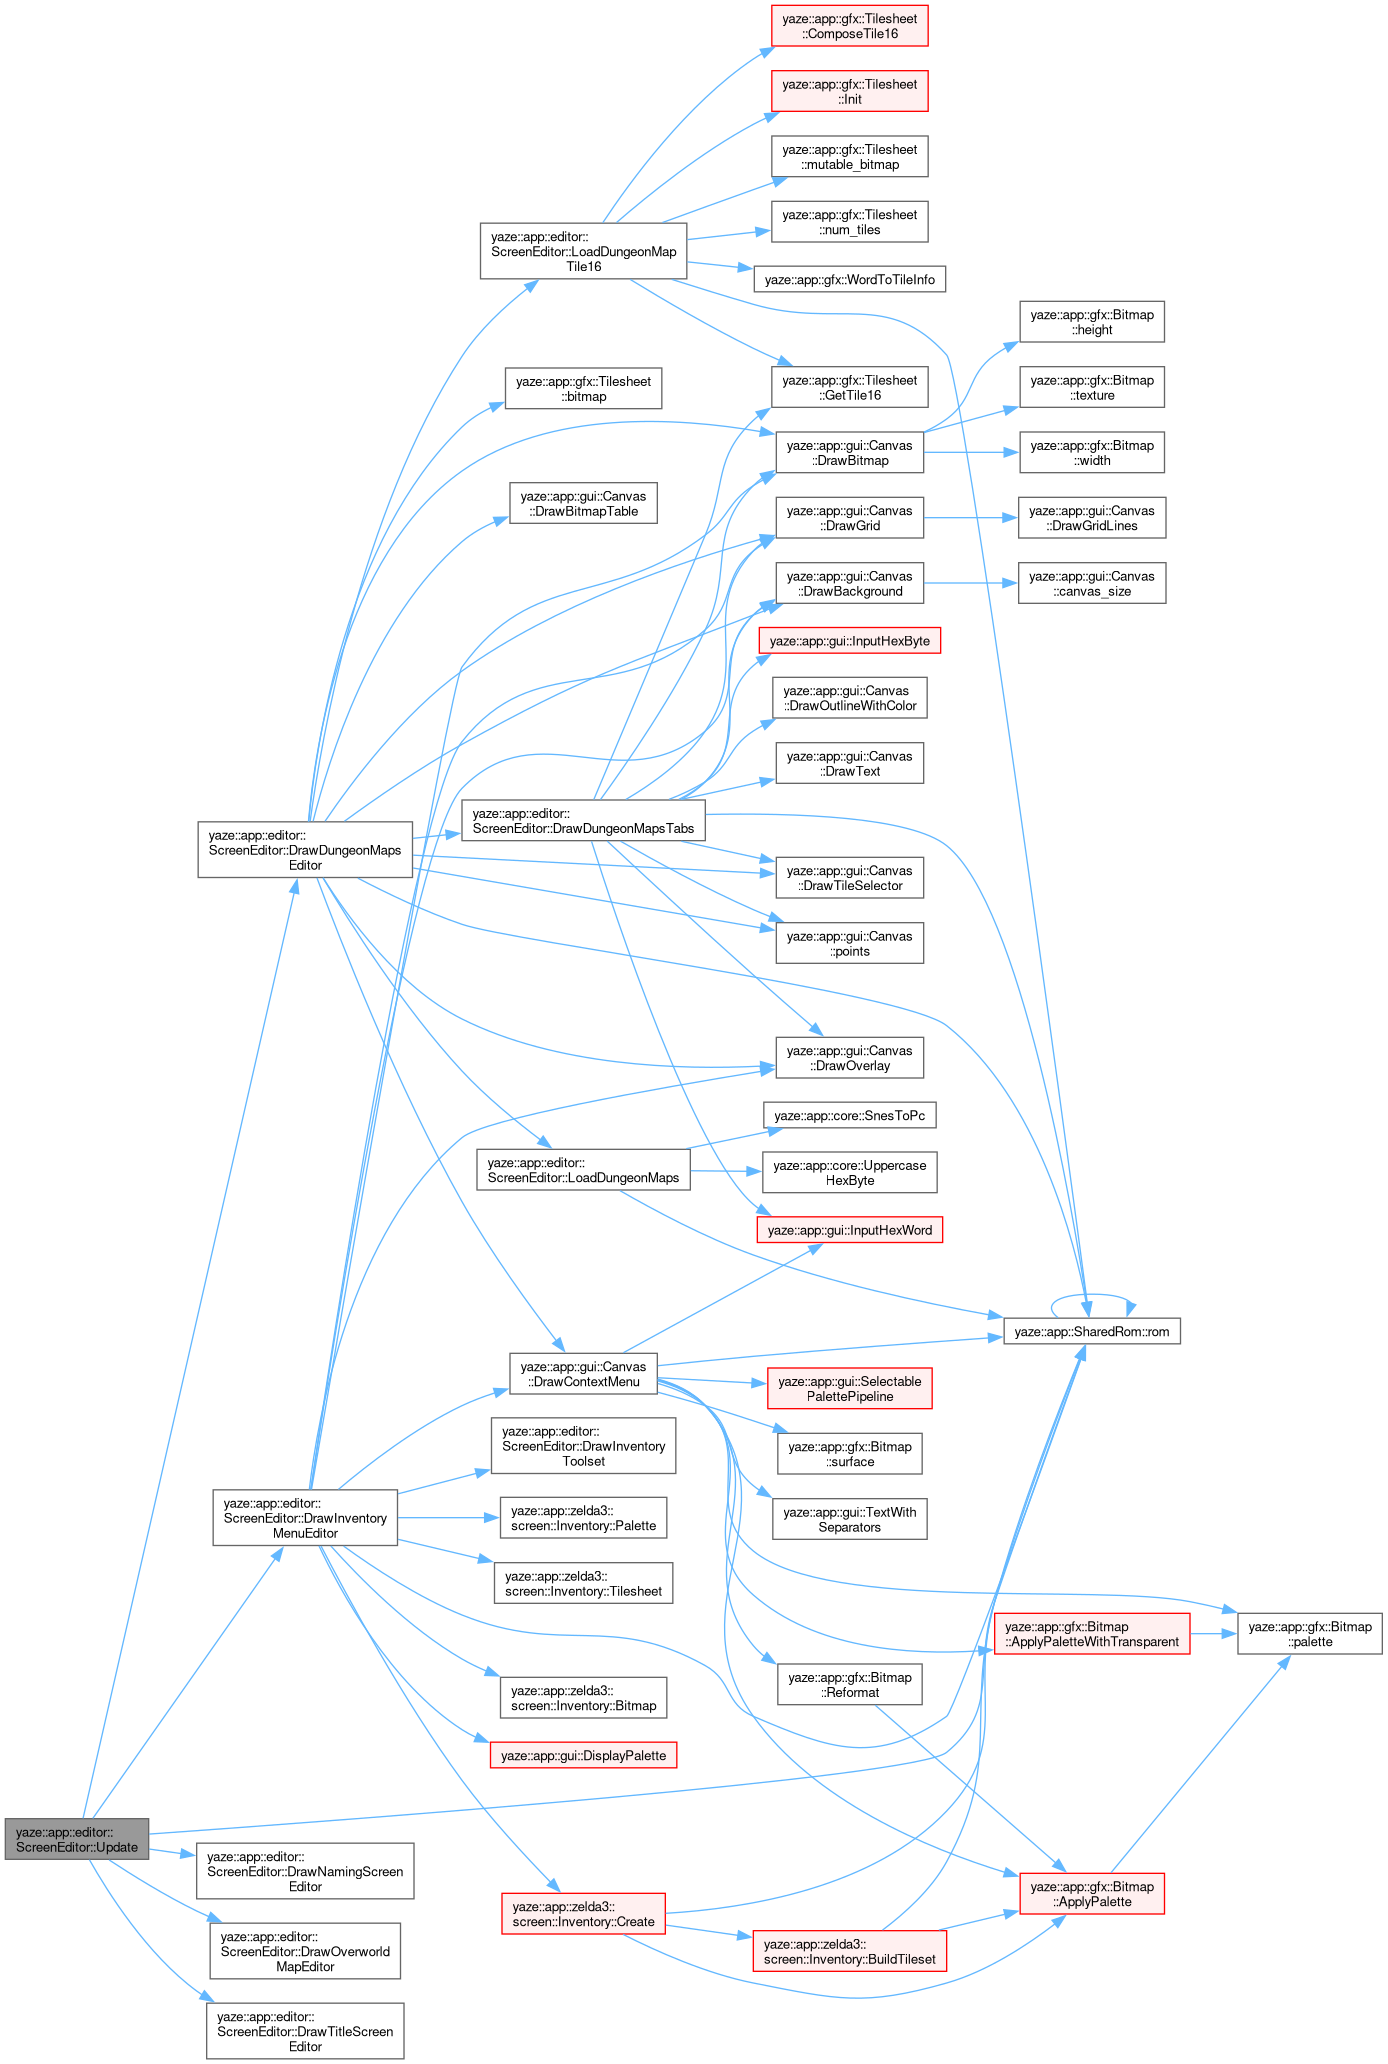 yaze::app::gfx::Tilesheet
::ComposeTile16
yaze::app::gfx::Tilesheet
::Init
yaze::app::gfx::Tilesheet
::mutable_bitmap
yaze::app::gfx::Tilesheet
::num_tiles
yaze::app::editor::
ScreenEditor::LoadDungeonMap
Tile16
yaze::app::gfx::WordToTileInfo
yaze::app::gfx::Bitmap
::height
yaze::app::gfx::Tilesheet
::bitmap
yaze::app::gfx::Tilesheet
::GetTile16
yaze::app::gfx::Bitmap
::texture
yaze::app::gui::Canvas
::DrawBitmap
yaze::app::gfx::Bitmap
::width
yaze::app::gui::Canvas
::DrawBitmapTable
yaze::app::gui::Canvas
::DrawGrid
yaze::app::gui::Canvas
::DrawGridLines
yaze::app::gui::Canvas
::DrawBackground
yaze::app::gui::Canvas
::canvas_size
yaze::app::gui::InputHexByte
yaze::app::gui::Canvas
::DrawOutlineWithColor
yaze::app::gui::Canvas
::DrawText
yaze::app::editor::
ScreenEditor::DrawDungeonMapsTabs
yaze::app::editor::
ScreenEditor::DrawDungeonMaps
Editor
yaze::app::gui::Canvas
::DrawTileSelector
yaze::app::gui::Canvas
::points
yaze::app::gui::Canvas
::DrawOverlay
yaze::app::core::SnesToPc
yaze::app::editor::
ScreenEditor::LoadDungeonMaps
yaze::app::core::Uppercase
HexByte
yaze::app::gui::InputHexWord
yaze::app::SharedRom::rom
yaze::app::gui::Canvas
::DrawContextMenu
yaze::app::gui::Selectable
PalettePipeline
yaze::app::editor::
ScreenEditor::DrawInventory
Toolset
yaze::app::gfx::Bitmap
::surface
yaze::app::editor::
ScreenEditor::DrawInventory
MenuEditor
yaze::app::zelda3::
screen::Inventory::Palette
yaze::app::gui::TextWith
Separators
yaze::app::zelda3::
screen::Inventory::Tilesheet
yaze::app::gfx::Bitmap
::ApplyPaletteWithTransparent
yaze::app::gfx::Bitmap
::palette
yaze::app::zelda3::
screen::Inventory::Bitmap
yaze::app::gfx::Bitmap
::Reformat
yaze::app::gui::DisplayPalette
yaze::app::editor::
ScreenEditor::Update
yaze::app::editor::
ScreenEditor::DrawNamingScreen
Editor
yaze::app::zelda3::
screen::Inventory::Create
yaze::app::gfx::Bitmap
::ApplyPalette
yaze::app::editor::
ScreenEditor::DrawOverworld
MapEditor
yaze::app::zelda3::
screen::Inventory::BuildTileset
yaze::app::editor::
ScreenEditor::DrawTitleScreen
Editor